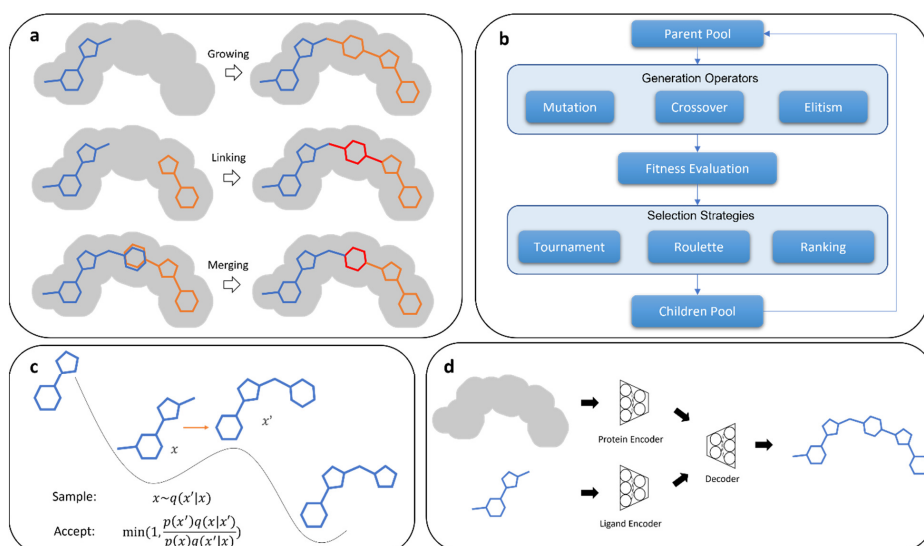 a
Growing
Linking
Merging
b
Parent Pool
Generation Operators
Mutation Crossover Elitism
Fitness Evaluation
Selection Strategies
Tournament Roulette Ranking
Children Pool
c
x x'
Sample: x~q(x'|x)
Accept: min(1, p(x')q(x|x') / p(x)q(x'|x))
d
Protein Encoder
Decoder
Ligand Encoder